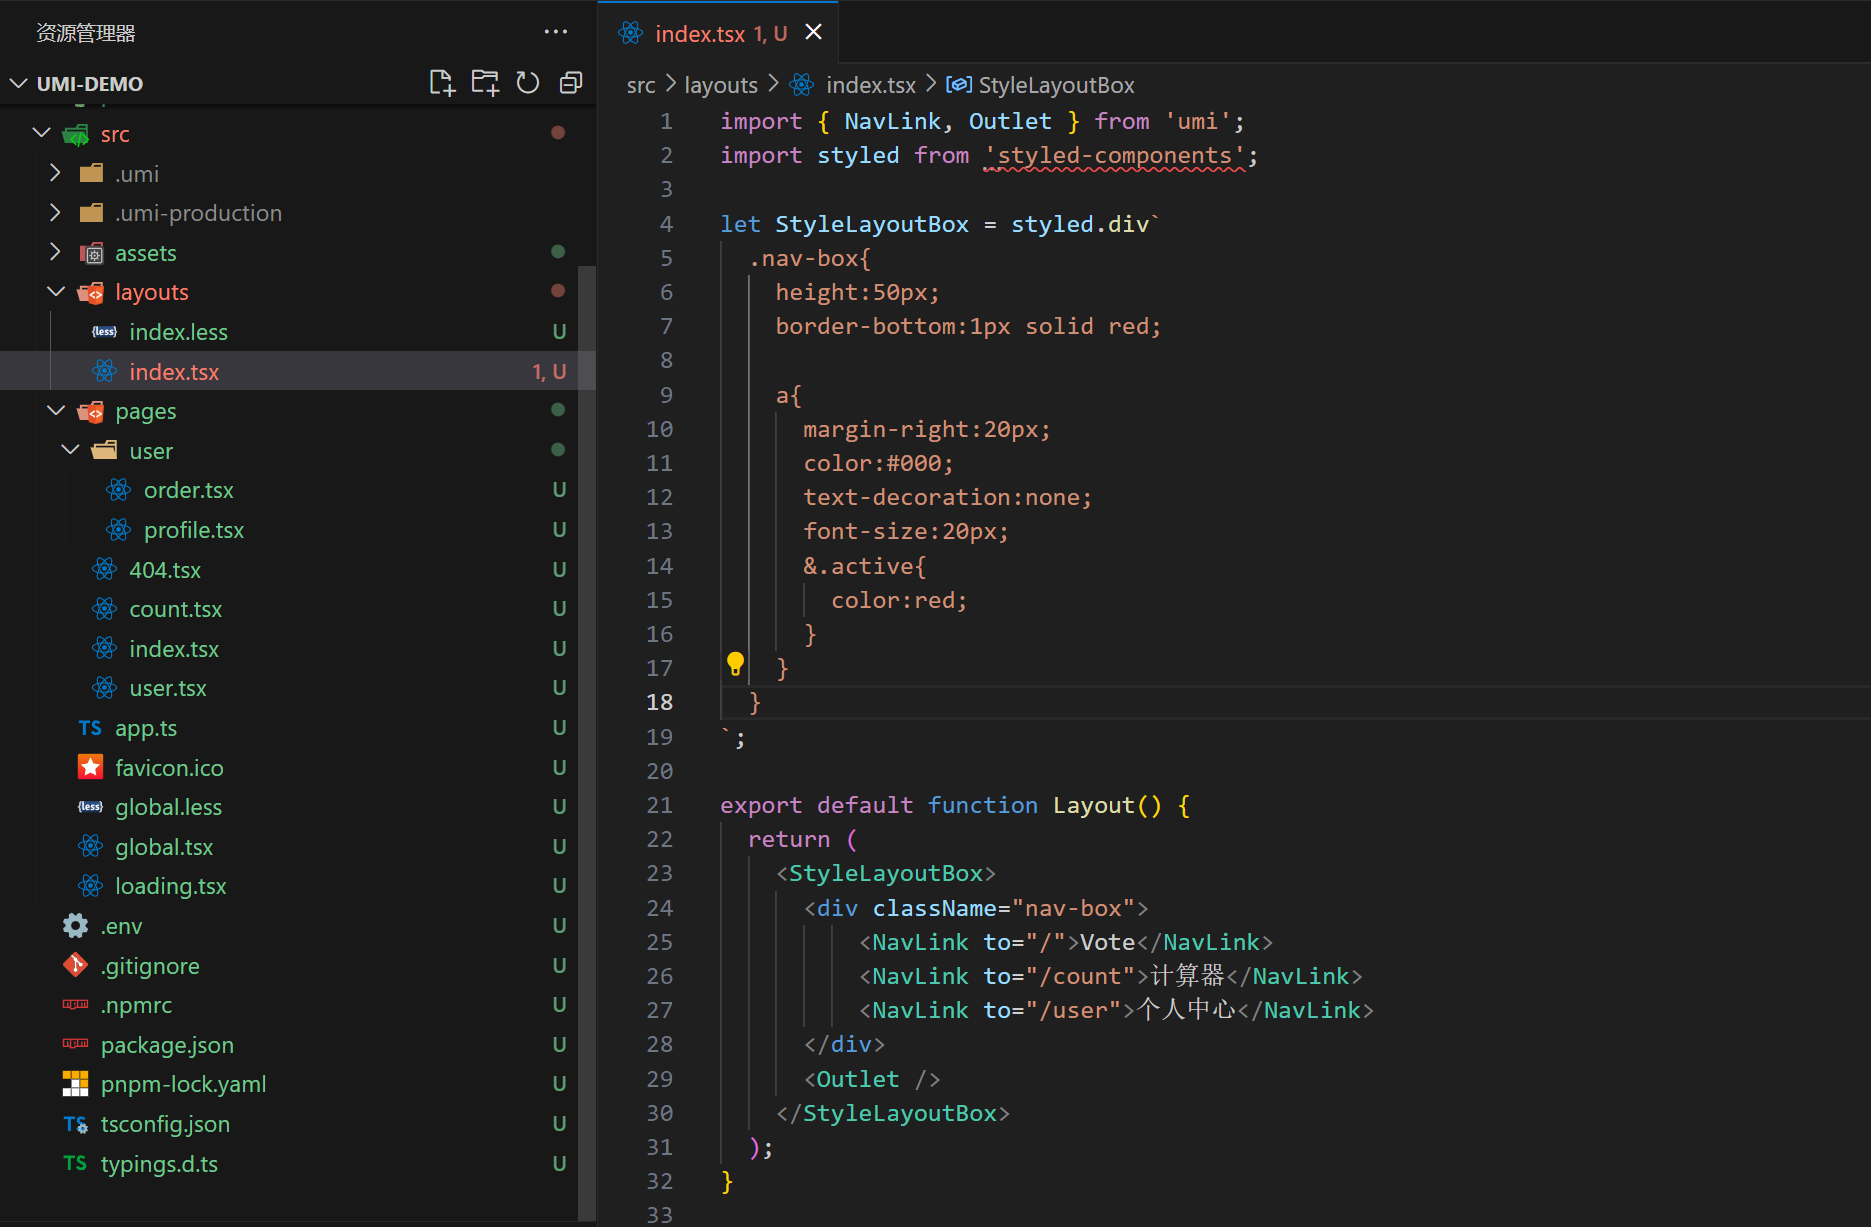 资源管理器
UMI-DEMO
src
.umi
.umi-production
assets
layouts
index.less U
index.tsx 1, U
pages
user
order.tsx U
profile.tsx U
404.tsx U
count.tsx U
index.tsx U
user.tsx U
TS app.ts U
favicon.ico U
global.less U
global.tsx U
loading.tsx U
.env U
.gitignore U
.npmrc U
package.json U
pnpm-lock.yaml U
TS tsconfig.json U
TS typings.d.ts U
index.tsx 1, U
src > layouts > index.tsx > StyleLayoutBox
1 import { NavLink, Outlet } from 'umi';
2 import styled from 'styled-components';
3
4 let StyleLayoutBox = styled.div`
5 .nav-box{
6 height:50px;
7 border-bottom:1px solid red;
8
9 a{
10 margin-right:20px;
11 color:#000;
12 text-decoration:none;
13 font-size:20px;
14 &.active{
15 color:red;
16 }
17 }
18 }
19 `;
20
21 export default function Layout() {
22 return (
23 <StyleLayoutBox>
24 <div className="nav-box">
25 <NavLink to="/">Vote</NavLink>
26 <NavLink to="/count">计算器</NavLink>
27 <NavLink to="/user">个人中心</NavLink>
28 </div>
29 <Outlet />
30 </StyleLayoutBox>
31 );
32 }
33